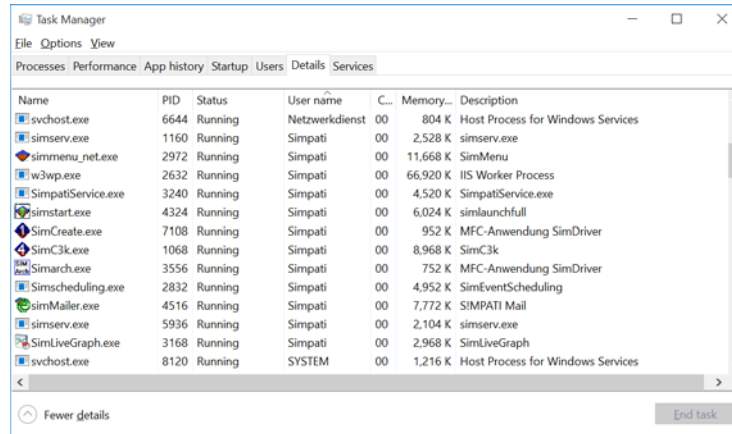 Task Manager
File Options View
Processes Performance App history Startup Users Details Services
Name PID Status User name C... Memory... Description
svchost.exe 6644 Running Netzwerkdienst 00 804 K Host Process for Windows Services
simserv.exe 1160 Running Simpati 00 2,528 K simserv.exe
simmenu_net.exe 2972 Running Simpati 00 11,668 K SimMenu
w3wp.exe 2632 Running Simpati 00 66,920 K IIS Worker Process
SimpatiService.exe 3240 Running Simpati 00 4,520 K SimpatiService.exe
simstart.exe 4324 Running Simpati 00 6,024 K simlaunchfull
1 SimCreate.exe 7108 Running Simpati 00 952 K MFC-Anwendung SimDriver
4 SimC3k.exe 1068 Running Simpati 00 8,968 K SimC3k
SIM Arch Simarch.exe 3556 Running Simpati 00 752 K MFC-Anwendung SimDriver
Simscheduling.exe 2832 Running Simpati 00 4,952 K SimEventScheduling
simMailer.exe 4516 Running Simpati 00 7,772 K S!MPATI Mail
simserv.exe 5936 Running Simpati 00 2,104 K simserv.exe
SimLiveGraph.exe 3168 Running Simpati 00 2,968 K SimLiveGraph
svchost.exe 8120 Running SYSTEM 00 1,216 K Host Process for Windows Services
Fewer details End task